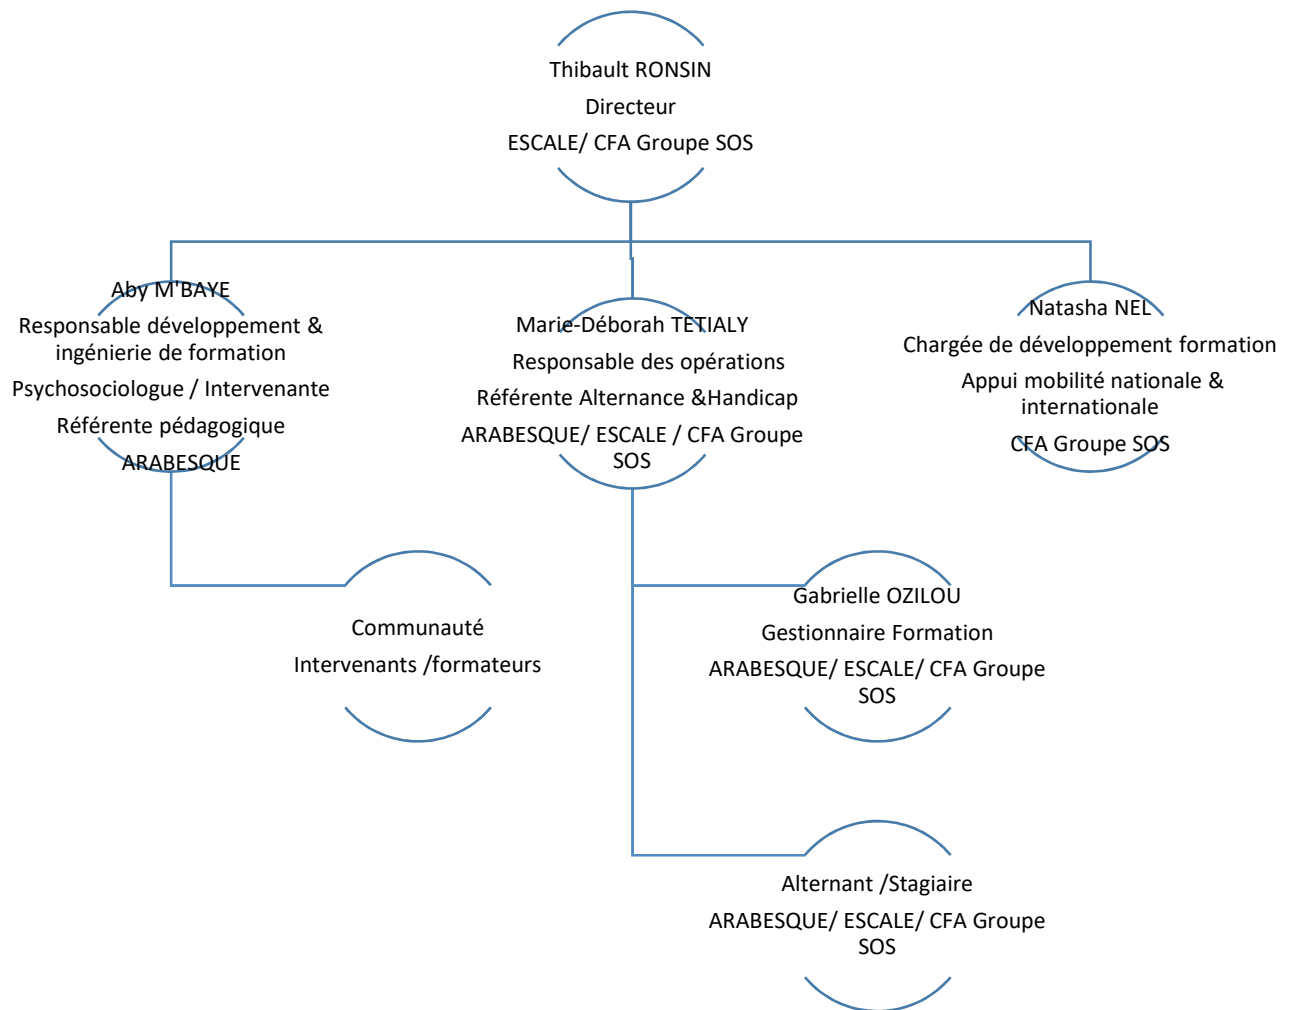 Thibault RONSIN
Directeur
ESCALE/ CFA Groupe SOS
Aby M'BAYE
Responsable développement &
ingénierie de formation
Psychosociologue / Intervenante
Référente pédagogique
ARABESQUE
Marie-Déborah TETIALY
Responsable des opérations
Référente Alternance &Handicap
ARABESQUE/ ESCALE / CFA Groupe
SOS
Natasha NEL
Chargée de développement formation
Appui mobilité nationale &
internationale
CFA Groupe SOS
Communauté
Intervenants /formateurs
Gabrielle OZILOU
Gestionnaire Formation
ARABESQUE/ ESCALE/ CFA Groupe
SOS
Alternant /Stagiaire
ARABESQUE/ ESCALE/ CFA Groupe
SOS